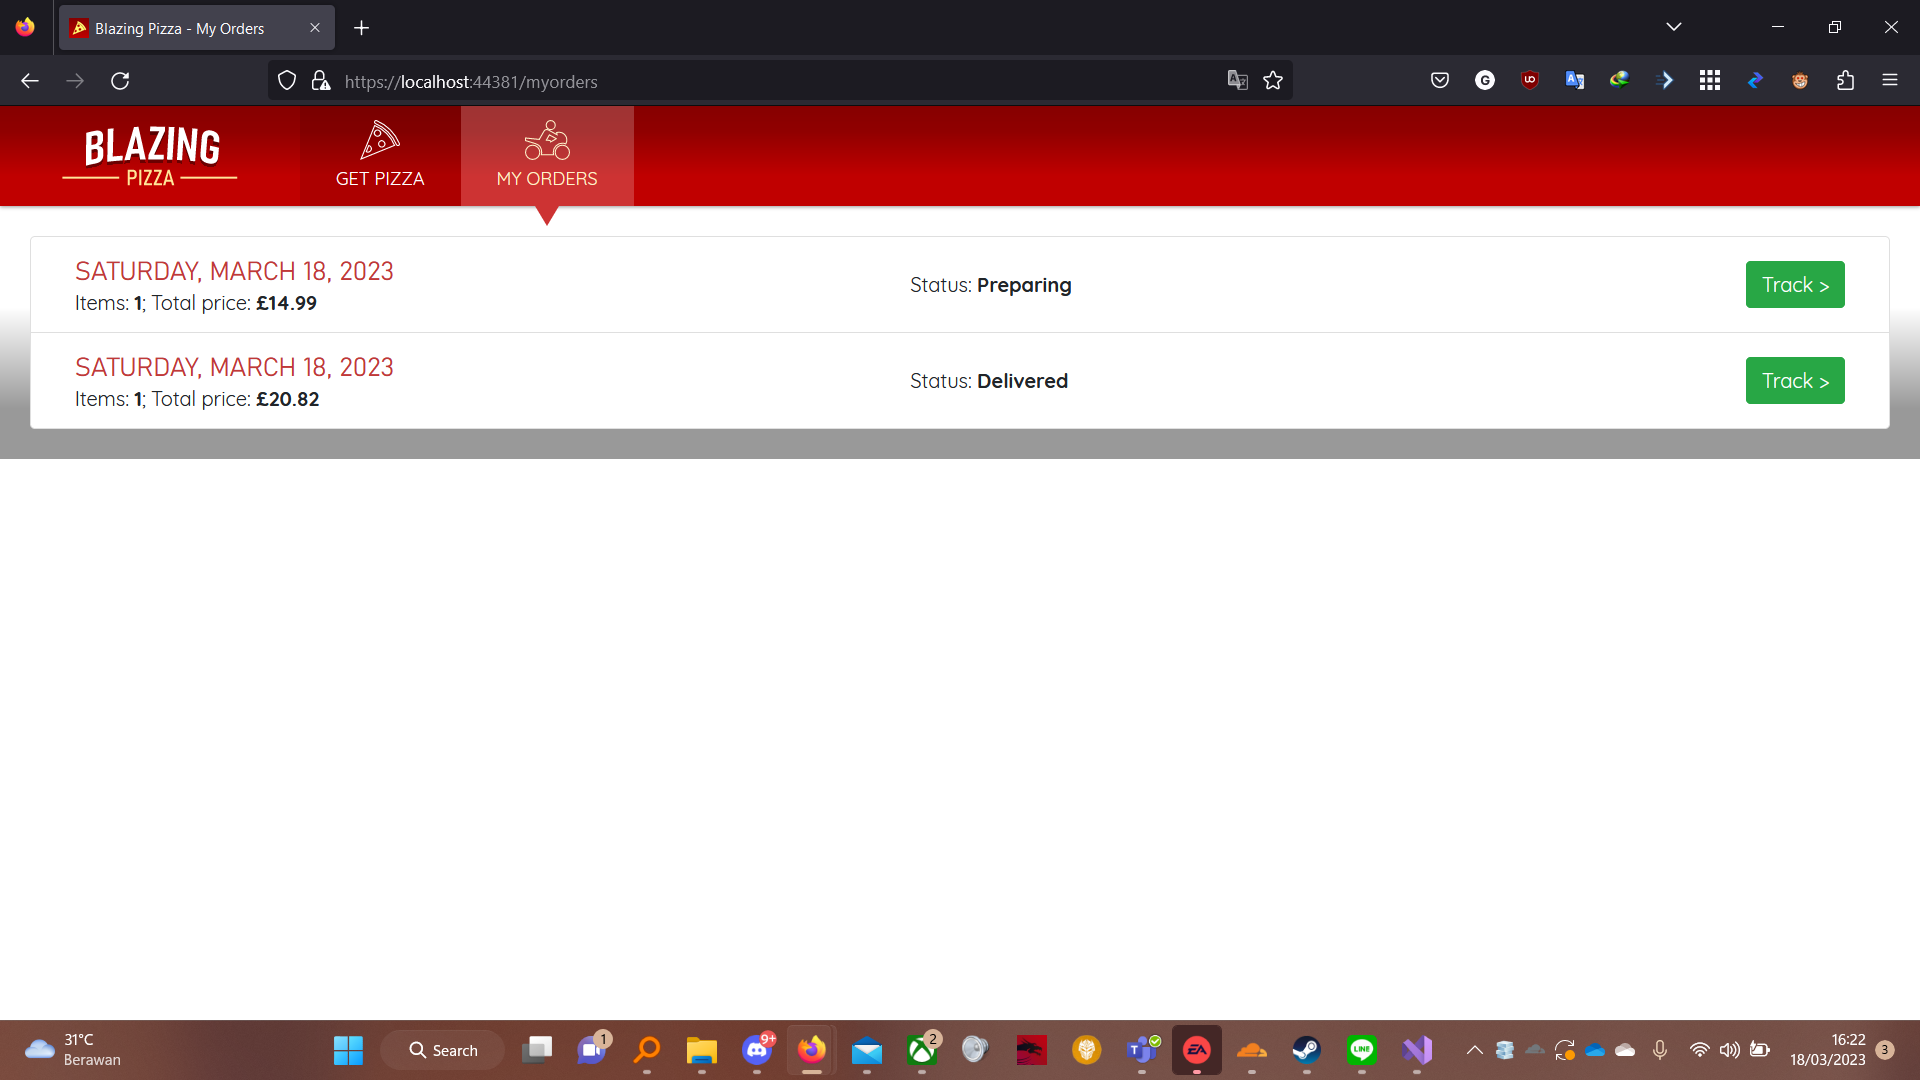 Blazing Pizza - My Orders
https://localhost:44381/myorders
BLAZING
PIZZA
GET PIZZA
MY ORDERS
SATURDAY, MARCH 18, 2023
Items: 1; Total price: £14.99
Status: Preparing
Track >
SATURDAY, MARCH 18, 2023
Items: 1; Total price: £20.82
Status: Delivered
Track >
31°C
Berawan
Search
1
9+
2
EA
LINE
16:22
18/03/2023
3